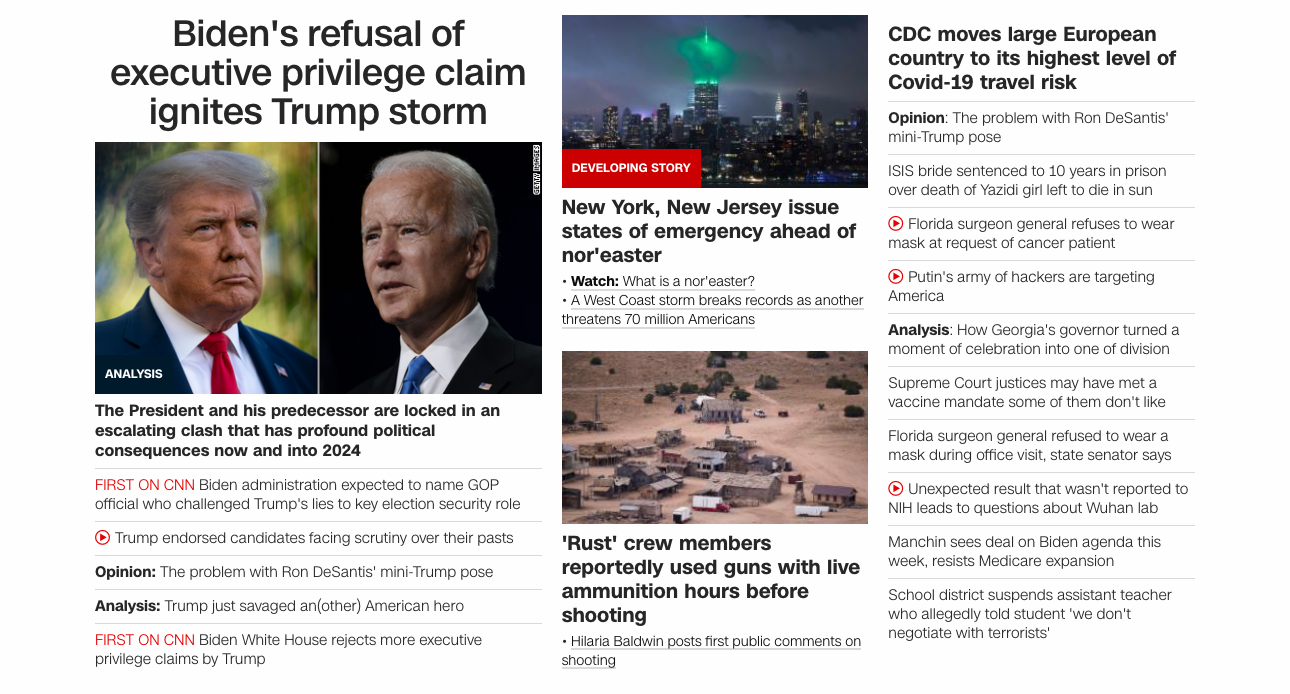 Biden's refusal of
executive privilege claim
ignites Trump storm
GETTY IMAGES
ANALYSIS
The President and his predecessor are locked in an
escalating clash that has profound political
consequences now and into 2024
FIRST ON CNN Biden administration expected to name GOP
official who challenged Trump's lies to key election security role
Trump endorsed candidates facing scrutiny over their pasts
Opinion: The problem with Ron DeSantis' mini-Trump pose
Analysis: Trump just savaged an(other) American hero
FIRST ON CNN Biden White House rejects more executive
privilege claims by Trump
DEVELOPING STORY
New York, New Jersey issue
states of emergency ahead of
nor'easter
• Watch: What is a nor'easter?
• A West Coast storm breaks records as another
threatens 70 million Americans
'Rust' crew members
reportedly used guns with live
ammunition hours before
shooting
• Hilaria Baldwin posts first public comments on
shooting
CDC moves large European
country to its highest level of
Covid-19 travel risk
Opinion: The problem with Ron DeSantis'
mini-Trump pose
ISIS bride sentenced to 10 years in prison
over death of Yazidi girl left to die in sun
Florida surgeon general refuses to wear
mask at request of cancer patient
Putin's army of hackers are targeting
America
Analysis: How Georgia's governor turned a
moment of celebration into one of division
Supreme Court justices may have met a
vaccine mandate some of them don't like
Florida surgeon general refused to wear a
mask during office visit, state senator says
Unexpected result that wasn't reported to
NIH leads to questions about Wuhan lab
Manchin sees deal on Biden agenda this
week, resists Medicare expansion
School district suspends assistant teacher
who allegedly told student 'we don't
negotiate with terrorists'